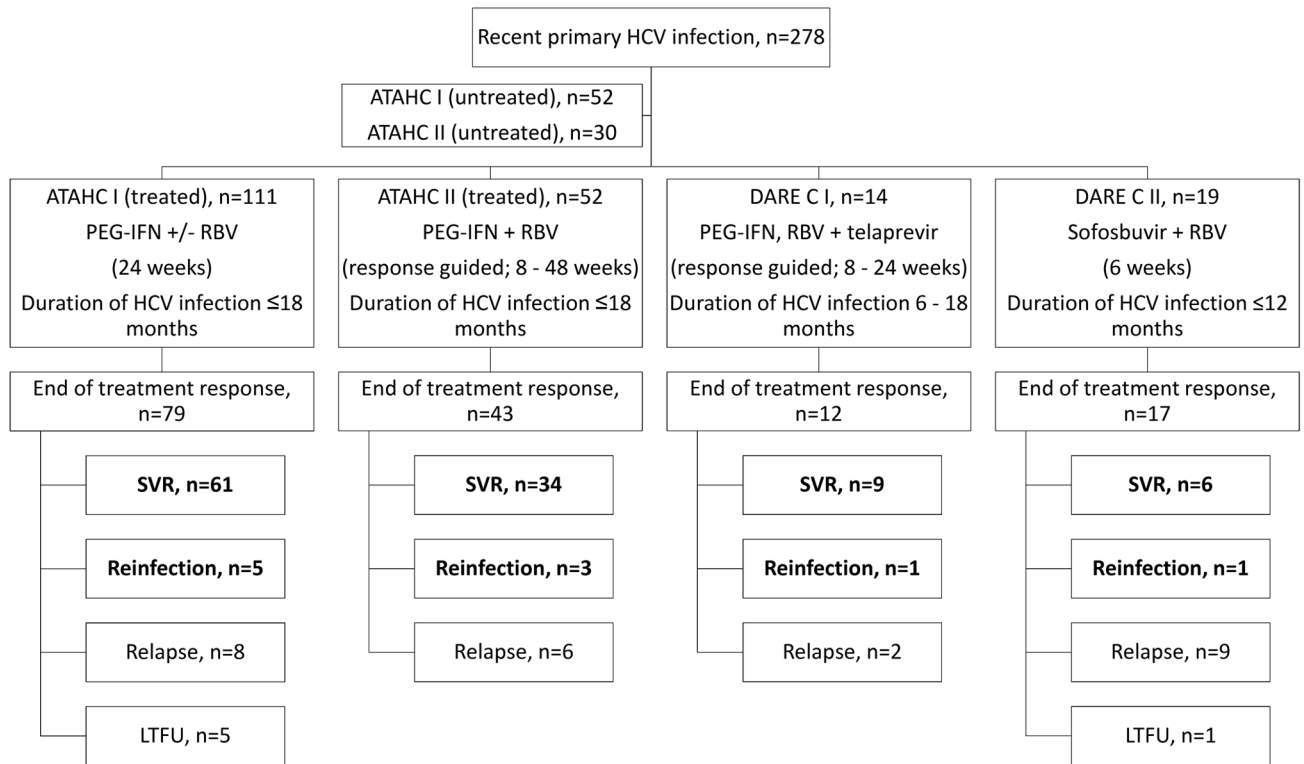 Recent primary HCV infection, n=278
ATAHC I (untreated), n=52
ATAHC II (untreated), n=30
ATAHC I (treated), n=111
PEG-IFN +/- RBV
(24 weeks)
Duration of HCV infection ≤18
months
ATAHC II (treated), n=52
PEG-IFN + RBV
(response guided; 8 - 48 weeks)
Duration of HCV infection ≤18
months
DARE C I, n=14
PEG-IFN, RBV + telaprevir
(response guided; 8 - 24 weeks)
Duration of HCV infection 6 - 18
months
DARE C II, n=19
Sofosbuvir + RBV
(6 weeks)
Duration of HCV infection ≤12
months
End of treatment response,
n=79
End of treatment response,
n=43
End of treatment response,
n=12
End of treatment response,
n=17
SVR, n=61
Reinfection, n=5
Relapse, n=8
LTFU, n=5
SVR, n=34
Reinfection, n=3
Relapse, n=6
SVR, n=9
Reinfection, n=1
Relapse, n=2
SVR, n=6
Reinfection, n=1
Relapse, n=9
LTFU, n=1